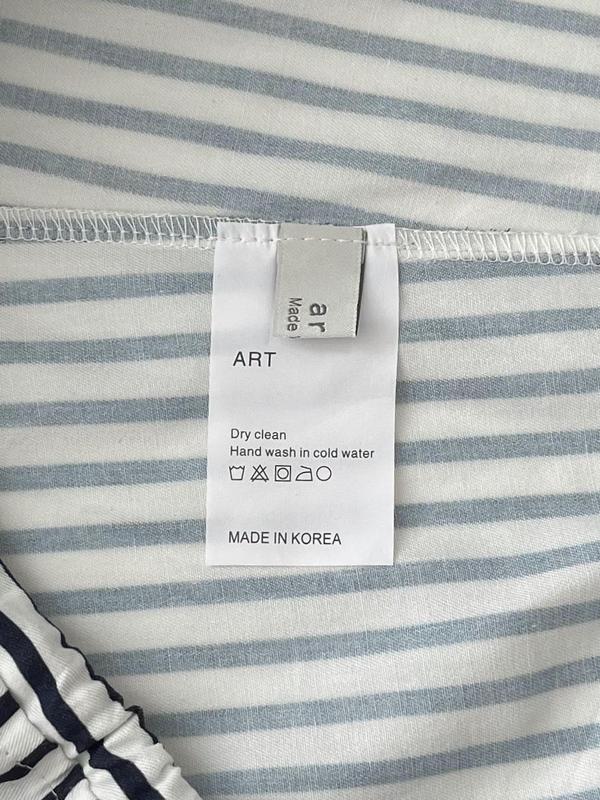 ar
Made
ART
Dry clean
Hand wash in cold water
MADE IN KOREA